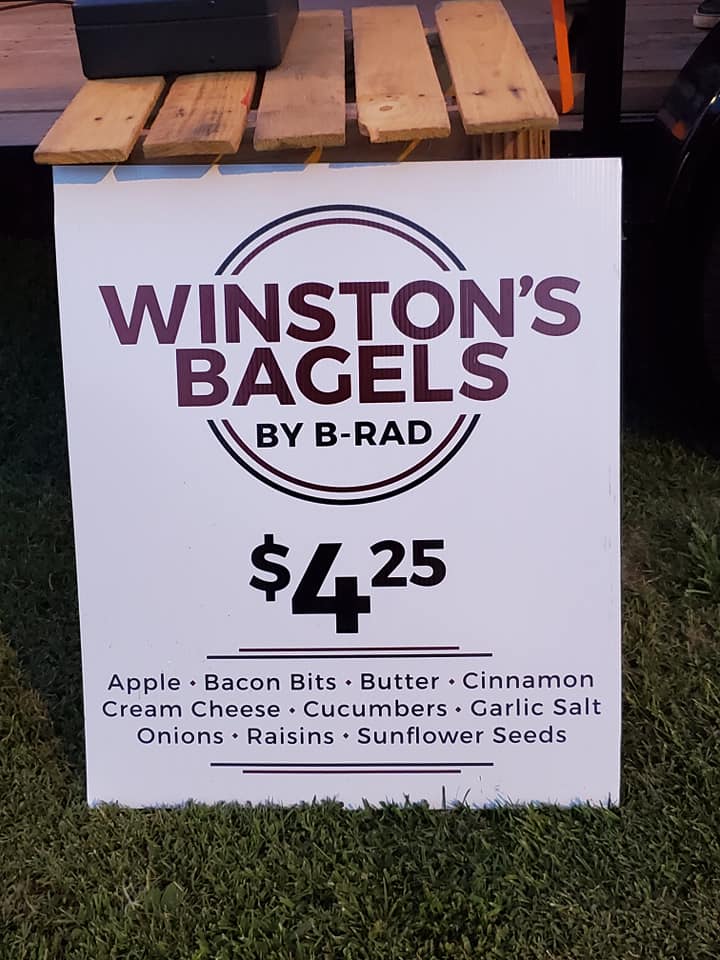 WINSTON'S
BAGELS
BY B-RAD
$4 25
Apple • Bacon Bits • Butter • Cinnamon
Cream Cheese • Cucumbers • Garlic Salt
Onions • Raisins • Sunflower Seeds